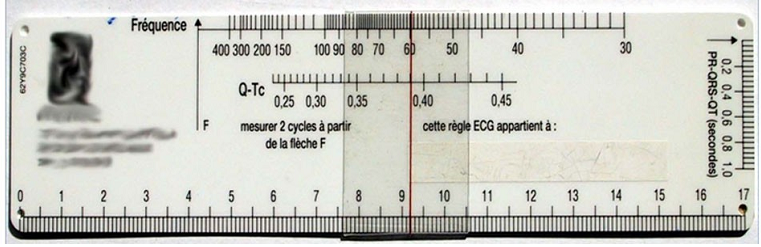 Fréquence
400 300 200 150 100 90 80 70 60 50 40 30
Q-Tc
0,25 0,30 0,35 0,40 0,45
F
mesurer 2 cycles à partir
de la flèche F
cette règle ECG appartient à :
62Y9C703C
PR-QRS-QT (secondes)
0,2 0,4 0,6 0,8 1,0
0 1 2 3 4 5 6 7 8 9 10 11 12 13 14 15 16 17